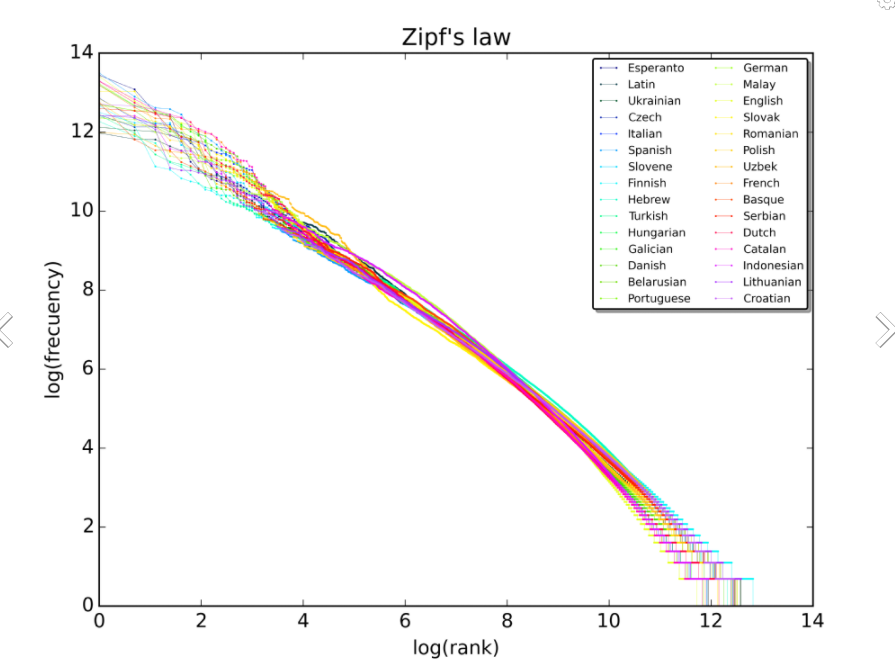 Zipf's law
14
12
10
8
6
4
2
0
log(frecuency)
0 2 4 6 8 10 12 14
log(rank)
Esperanto
Latin
Ukrainian
Czech
Italian
Spanish
Slovene
Finnish
Hebrew
Turkish
Hungarian
Galician
Danish
Belarusian
Portuguese
German
Malay
English
Slovak
Romanian
Polish
Uzbek
French
Basque
Serbian
Dutch
Catalan
Indonesian
Lithuanian
Croatian